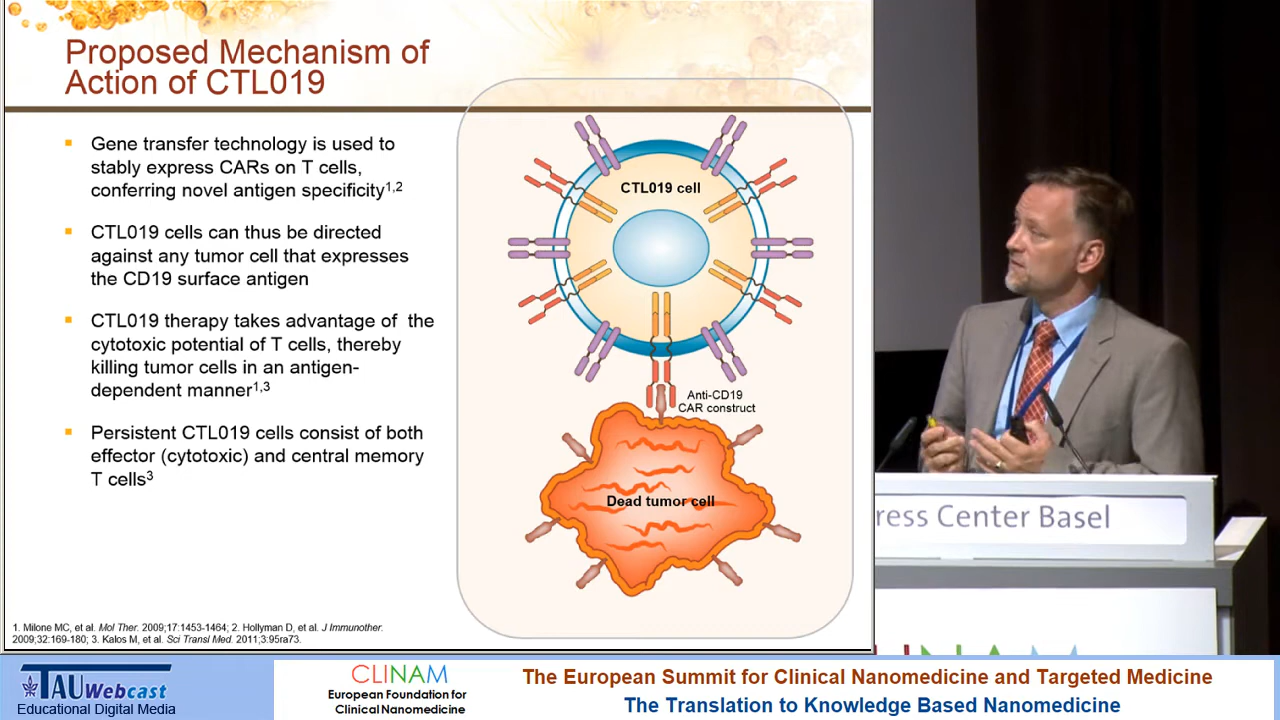 Proposed Mechanism of
Action of CTL019
Gene transfer technology is used to
stably express CARs on T cells,
conferring novel antigen specificity1,2
CTL019 cells can thus be directed
against any tumor cell that expresses
the CD19 surface antigen
CTL019 therapy takes advantage of the
cytotoxic potential of T cells, thereby
killing tumor cells in an antigen-
dependent manner1,3
Persistent CTL019 cells consist of both
effector (cytotoxic) and central memory
T cells3
CTL019 cell
Anti-CD19
CAR construct
Dead tumor cell
1. Milone MC, et al. Mol Ther. 2009;17:1453-1464; 2. Hollyman D, et al. J Immunother.
2009;32:169-180; 3. Kalos M, et al. Sci Transl Med. 2011;3:95ra73.
ress Center Basel
CLINAM
TAU Webcast
Educational Digital Media
CLINAM
European Foundation for
Clinical Nanomedicine
The European Summit for Clinical Nanomedicine and Targeted Medicine
The Translation to Knowledge Based Nanomedicine